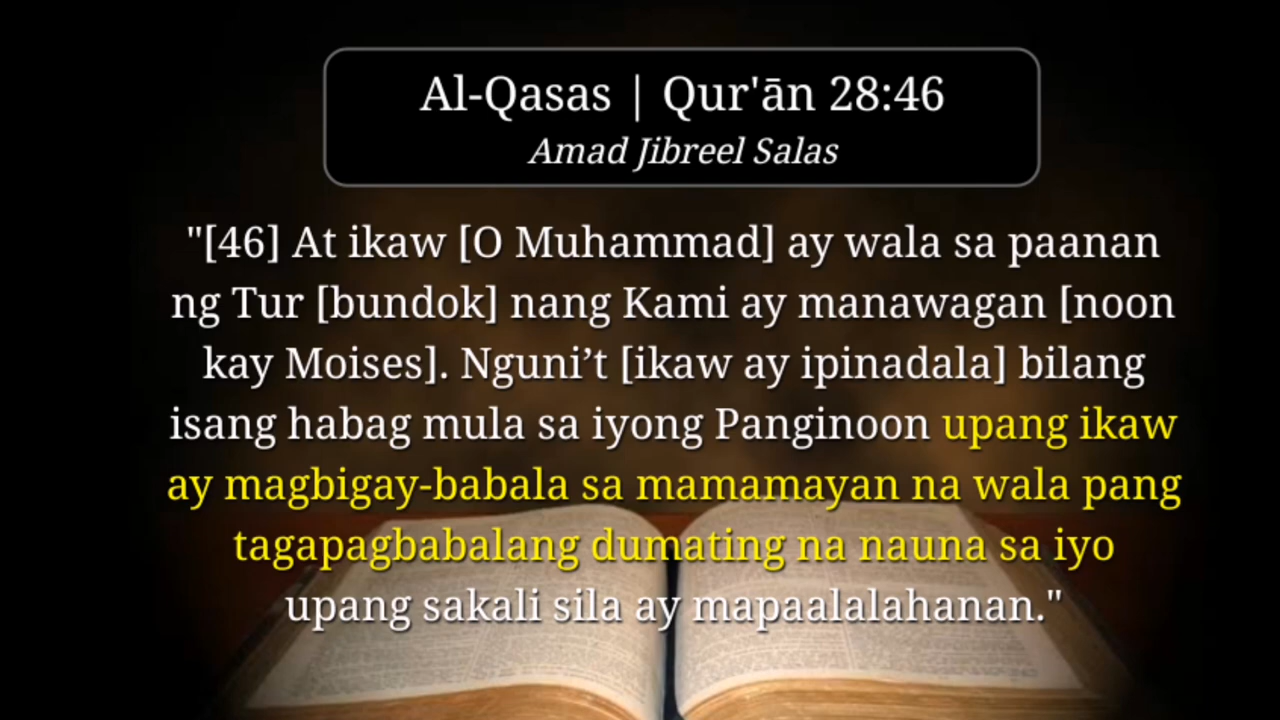 Al-Qasas | Qur'ān 28:46
Amad Jibreel Salas
"[46] At ikaw [O Muhammad] ay wala sa paanan
ng Tur [bundok] nang Kami ay manawagan [noon
kay Moises]. Nguni’t [ikaw ay ipinadala] bilang
isang habag mula sa iyong Panginoon upang ikaw
ay magbigay-babala sa mamamayan na wala pang
tagapagbabalang dumating na nauna sa iyo
upang sakali sila ay mapaalalahanan."